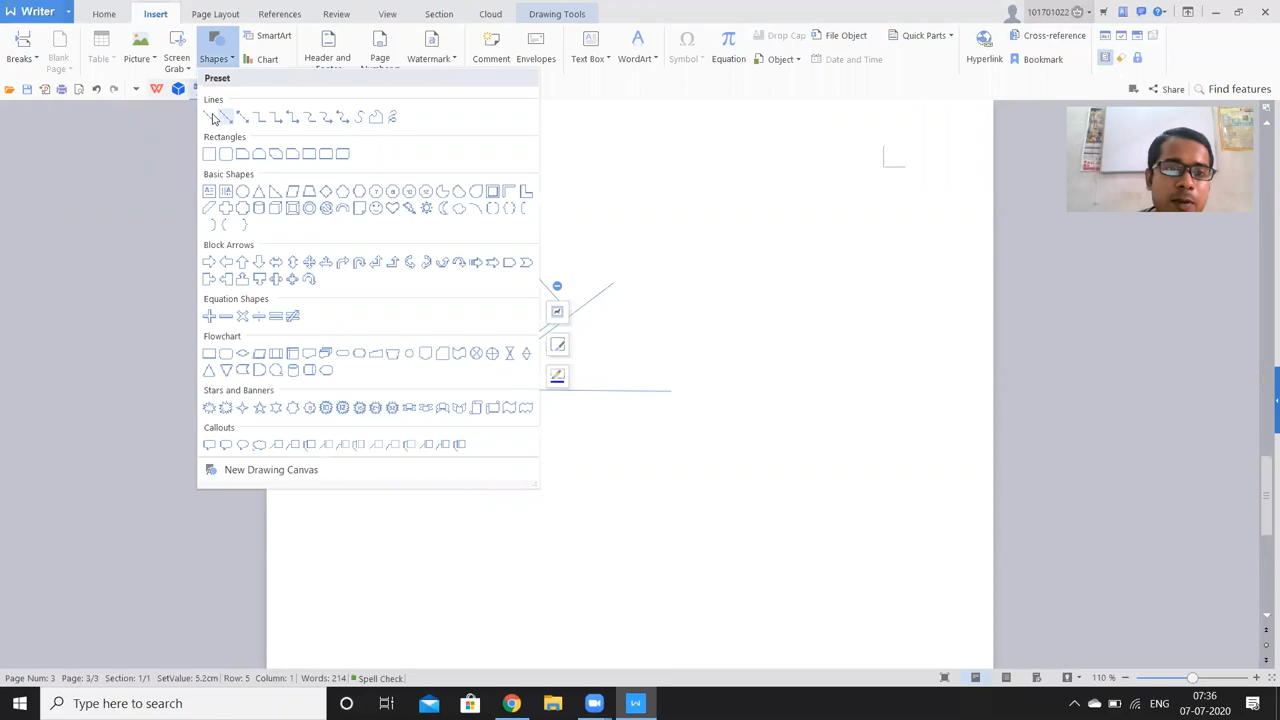 Writer
Home
Insert
Page Layout
References
Review
View
Section
Cloud
Drawing Tools
101701022
Breaks
Blank Page
Table
Picture
Screen Grab
Shapes
SmartArt
Chart
Header and
Watermark
Comment
Envelopes
Text Box
WordArt
Symbol
Equation
Drop Cap
Object
File Object
Date and Time
Quick Parts
Hyperlink
Cross-reference
Bookmark
Share
Find features
Preset
Lines
Rectangles
Basic Shapes
Block Arrows
Equation Shapes
Flowchart
Stars and Banners
Callouts
New Drawing Canvas
Page Num: 3 Page: 3/3 Section: 1/1 SetValue: 5.2cm Row: 5 Column: 1 Words: 214 Spell Check
110 %
Type here to search
ENG
07:36
07-07-2020